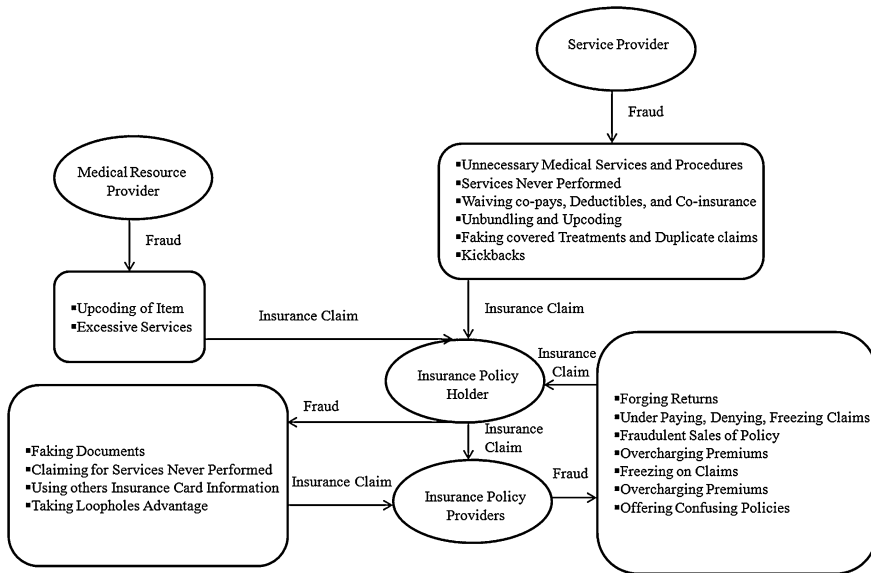 Service Provider
Fraud
▪Unnecessary Medical Services and Procedures
▪Services Never Performed
▪Waiving co-pays, Deductibles, and Co-insurance
▪Unbundling and Upcoding
▪Faking covered Treatments and Duplicate claims
▪Kickbacks
Medical Resource
Provider
Fraud
▪Upcoding of Item
▪Excessive Services
Insurance Claim
Insurance Claim
Insurance Policy
Holder
Insurance
Claim
▪Forging Returns
▪Under Paying, Denying, Freezing Claims
▪Fraudulent Sales of Policy
▪Overcharging Premiums
▪Freezing on Claims
▪Overcharging Premiums
▪Offering Confusing Policies
Fraud
Insurance
Claim
▪Faking Documents
▪Claiming for Services Never Performed
▪Using others Insurance Card Information
▪Taking Loopholes Advantage
Insurance Claim
Insurance Policy
Providers
Fraud